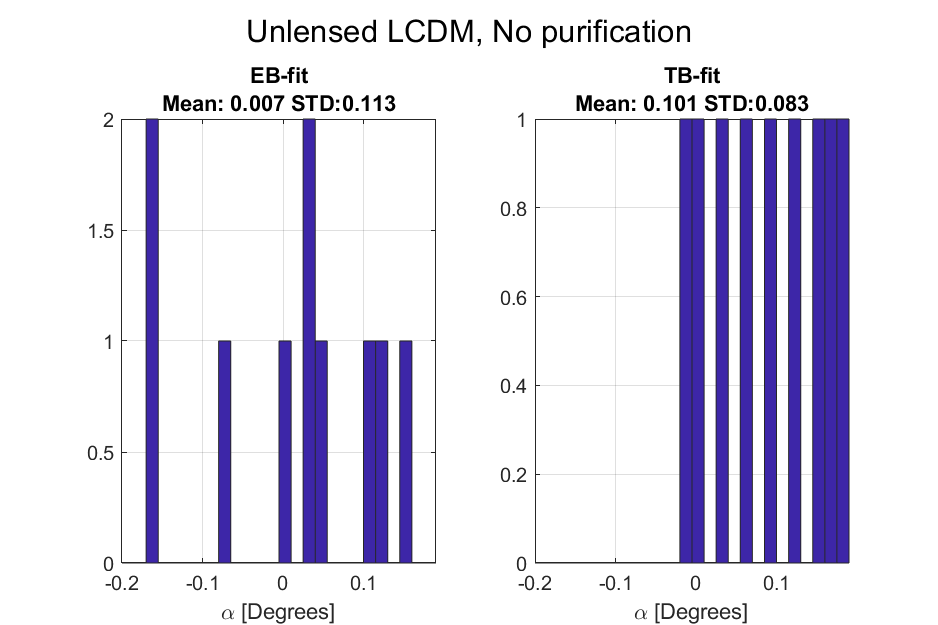 Unlensed LCDM, No purification
EB-fit
Mean: 0.007 STD:0.113
2
1.5
1
0.5
0
-0.2
-0.1
0
0.1
α [Degrees]
TB-fit
Mean: 0.101 STD:0.083
1
0.8
0.6
0.4
0.2
0
-0.2
-0.1
0
0.1
α [Degrees]